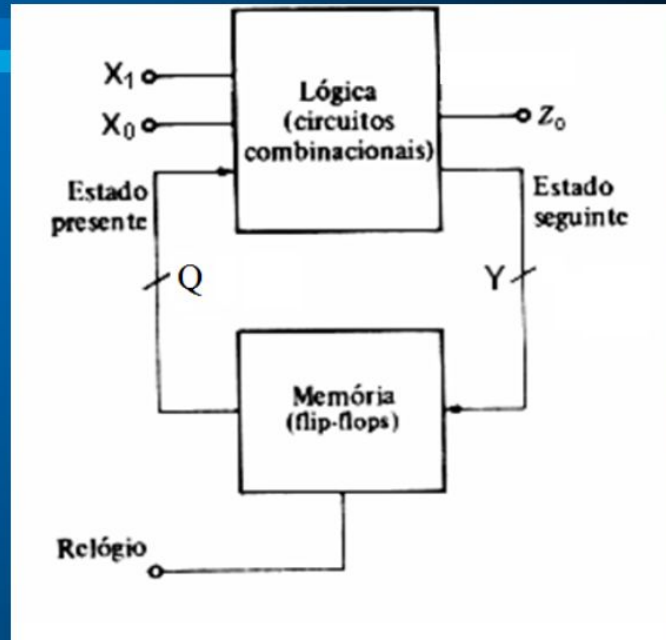 X₁
X₀
Lógica
(circuitos
combinacionais)
Z₀
Estado
presente
Estado
seguinte
Q
Y
Memória
(flip-flops)
Relógio